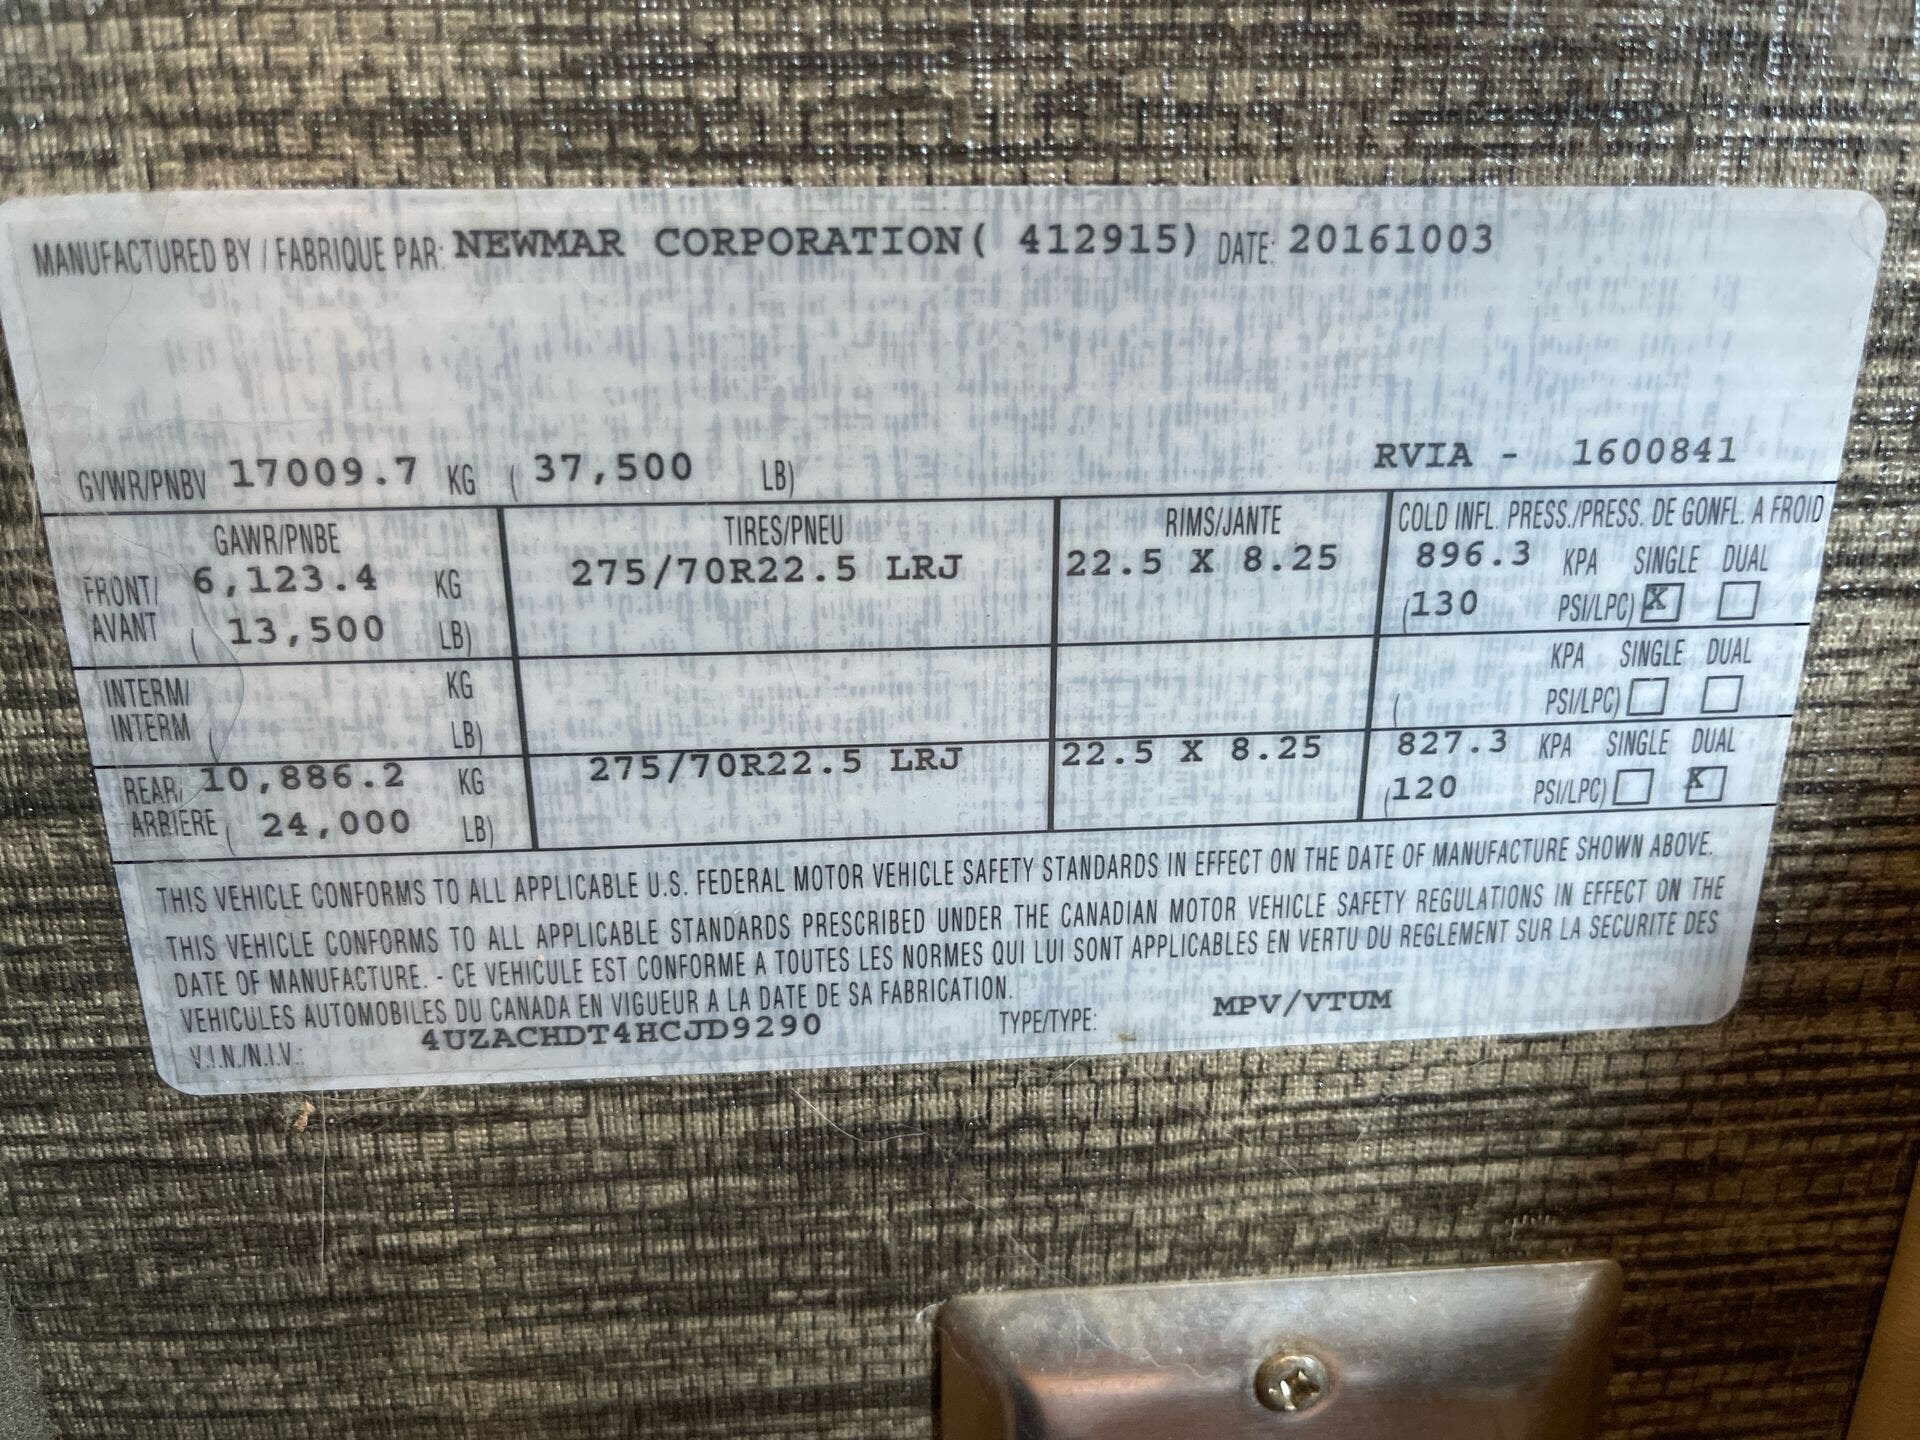 MANUFACTURED BY / FABRIQUE PAR: NEWMAR CORPORATION( 412915) DATE: 20161003
RVIA - 1600841
GVWR/PNBV 17009.7 KG ( 37,500 LB)
GAWR/PNBE TIRES/PNEU RIMS/JANTE COLD INFL. PRESS./PRESS. DE GONFL. A FROID
FRONT/ 6,123.4 KG 275/70R22.5 LRJ 22.5 X 8.25 896.3 KPA SINGLE DUAL
AVANT ( 13,500 LB) (130 PSI/LPC) X
INTERM/ KG KPA SINGLE DUAL
INTERM ( LB) ( PSI/LPC)
REAR/ 10,886.2 KG 275/70R22.5 LRJ 22.5 X 8.25 827.3 KPA SINGLE DUAL
ARRIERE ( 24,000 LB) (120 PSI/LPC) X
THIS VEHICLE CONFORMS TO ALL APPLICABLE U.S. FEDERAL MOTOR VEHICLE SAFETY STANDARDS IN EFFECT ON THE DATE OF MANUFACTURE SHOWN ABOVE.
THIS VEHICLE CONFORMS TO ALL APPLICABLE STANDARDS PRESCRIBED UNDER THE CANADIAN MOTOR VEHICLE SAFETY REGULATIONS IN EFFECT ON THE
DATE OF MANUFACTURE. - CE VEHICULE EST CONFORME A TOUTES LES NORMES QUI LUI SONT APPLICABLES EN VERTU DU REGLEMENT SUR LA SECURITE DES
VEHICULES AUTOMOBILES DU CANADA EN VIGUEUR A LA DATE DE SA FABRICATION.
V.I.N./N.I.V.: 4UZACHDT4HCJD9290 TYPE/TYPE: MPV/VTUM